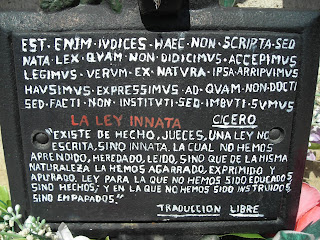 EST · ENIM · IVDICES · HAEC · NON · SCRIPTA · SED
NATA · LEX · QVAM · NON · DIDICIMVS · ACCEPIMVS
LEGIMVS · VERVM · EX · NATVRA · IPSA · ARRIPVIMVS
HAVSIMVS · EXPRESSIMVS · AD · QVAM · NON · DOCTI
SED · FACTI · NON · INSTITVTI · SED · IMBVTI · SVMVS
LA LEY INNATA CICERO
"EXISTE DE HECHO, JUECES, UNA LEY NO
ESCRITA, SINO INNATA. LA CUAL NO HEMOS
APRENDIDO, HEREDADO, LEIDO, SINO QUE DE LA MISMA
NATURALEZA LA HEMOS AGARRADO, EXPRIMIDO Y
APURADO. LEY PARA LA QUE NO HEMOS SIDO EDUCADOS
SINO HECHOS; Y EN LA QUE NO HEMOS SIDO INSTRUIDOS,
SINO EMPAPADOS."
TRADUCCION LIBRE